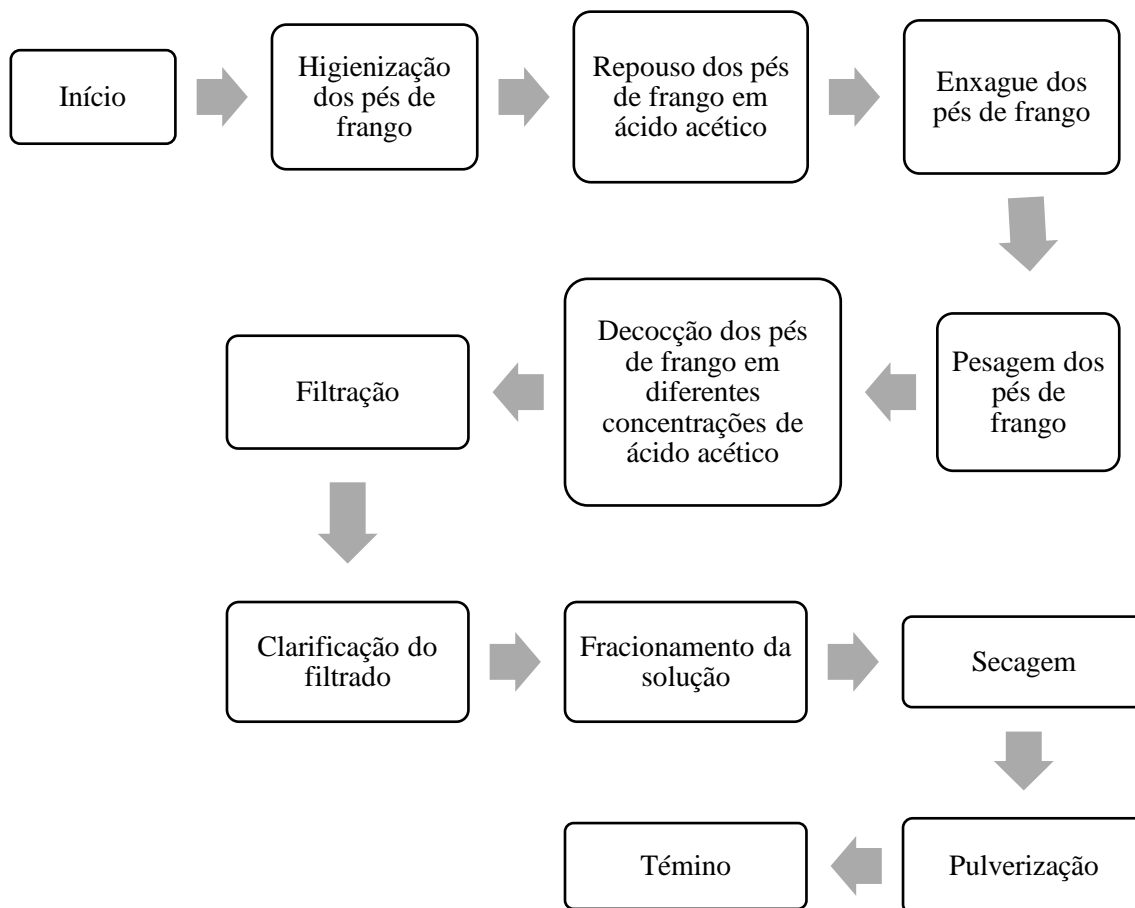 Início
Higienização
dos pés de
frango
Repouso dos pés
de frango em
ácido acético
Enxague dos
pés de frango
Pesagem dos
pés de
frango
Decocção dos pés
de frango em
diferentes
concentrações de
ácido acético
Filtração
Clarificação do
filtrado
Fracionamento da
solução
Secagem
Pulverização
Témino